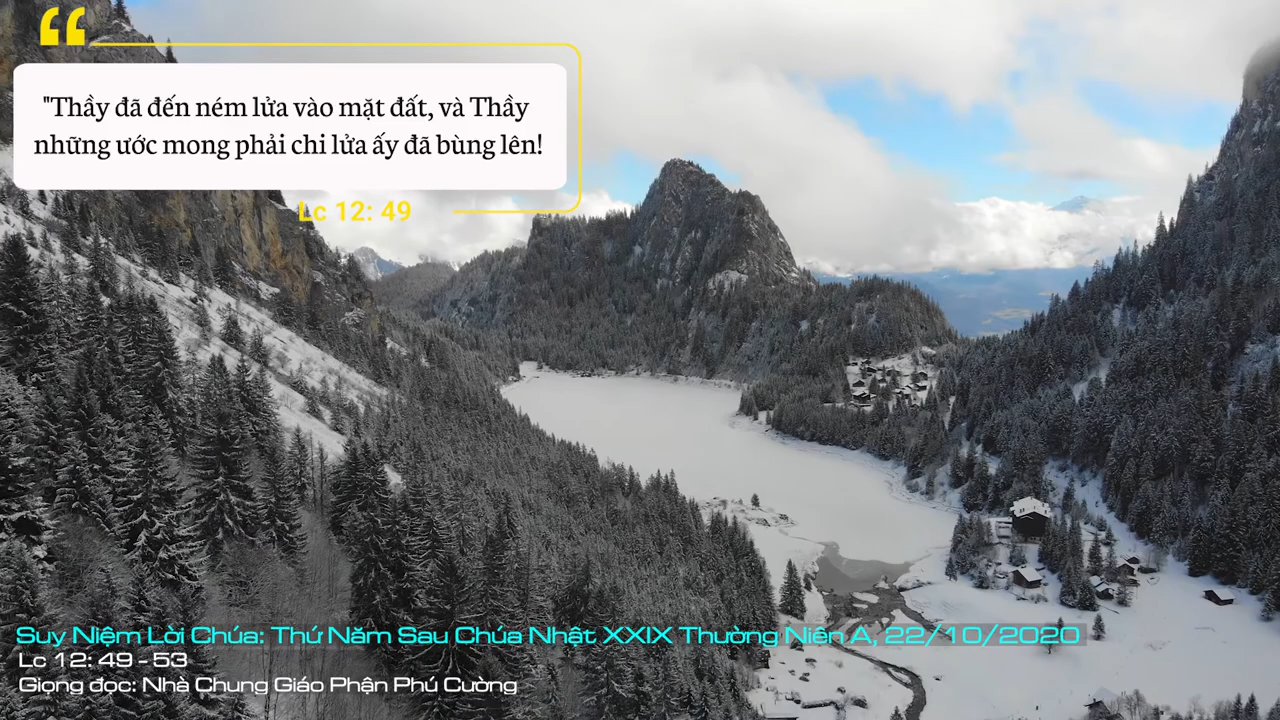 "Thầy đã đến ném lửa vào mặt đất, và Thầy
những ước mong phải chi lửa ấy đã bùng lên!
Lc 12: 49
Suy Niệm Lời Chúa: Thứ Năm Sau Chúa Nhật XXIX Thường Niên A, 22/10/2020
Lc 12: 49 - 53
Giọng đọc: Nhà Chung Giáo Phận Phú Cường